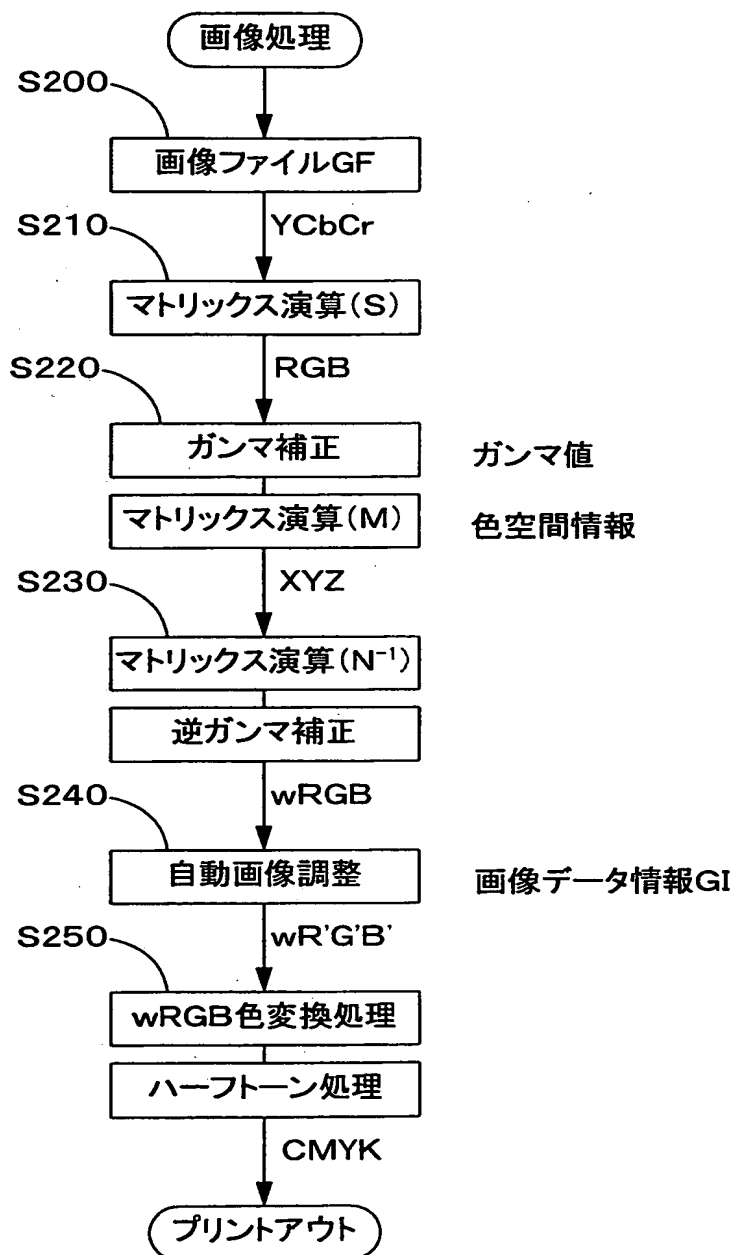 画像処理
S200
画像ファイルGF
S210
YCbCr
マトリックス演算(S)
S220
RGB
ガンマ補正
ガンマ値
マトリックス演算(M)
色空間情報
S230
XYZ
マトリックス演算(N⁻¹)
逆ガンマ補正
S240
wRGB
自動画像調整
画像データ情報GI
S250
wR'G'B'
wRGB色変換処理
ハーフトーン処理
CMYK
プリントアウト